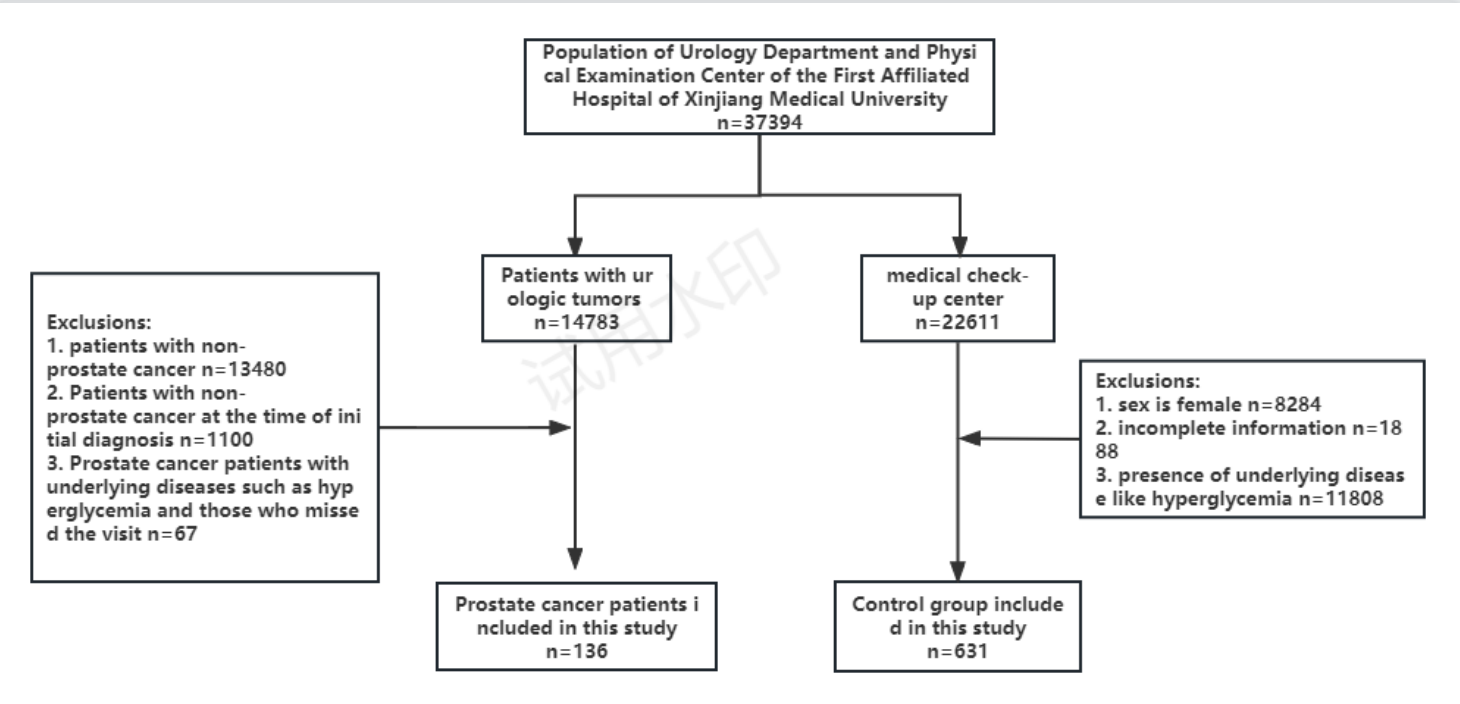 Population of Urology Department and Physi
cal Examination Center of the First Affiliated
Hospital of Xinjiang Medical University
n=37394
Patients with ur
ologic tumors
n=14783
medical check-
up center
n=22611
Exclusions:
1. patients with non-
prostate cancer n=13480
2. Patients with non-
prostate cancer at the time of ini
tial diagnosis n=1100
3. Prostate cancer patients with
underlying diseases such as hyp
erglycemia and those who misse
d the visit n=67
Exclusions:
1. sex is female n=8284
2. incomplete information n=18
88
3. presence of underlying diseas
e like hyperglycemia n=11808
试用水印
Prostate cancer patients i
ncluded in this study
n=136
Control group include
d in this study
n=631